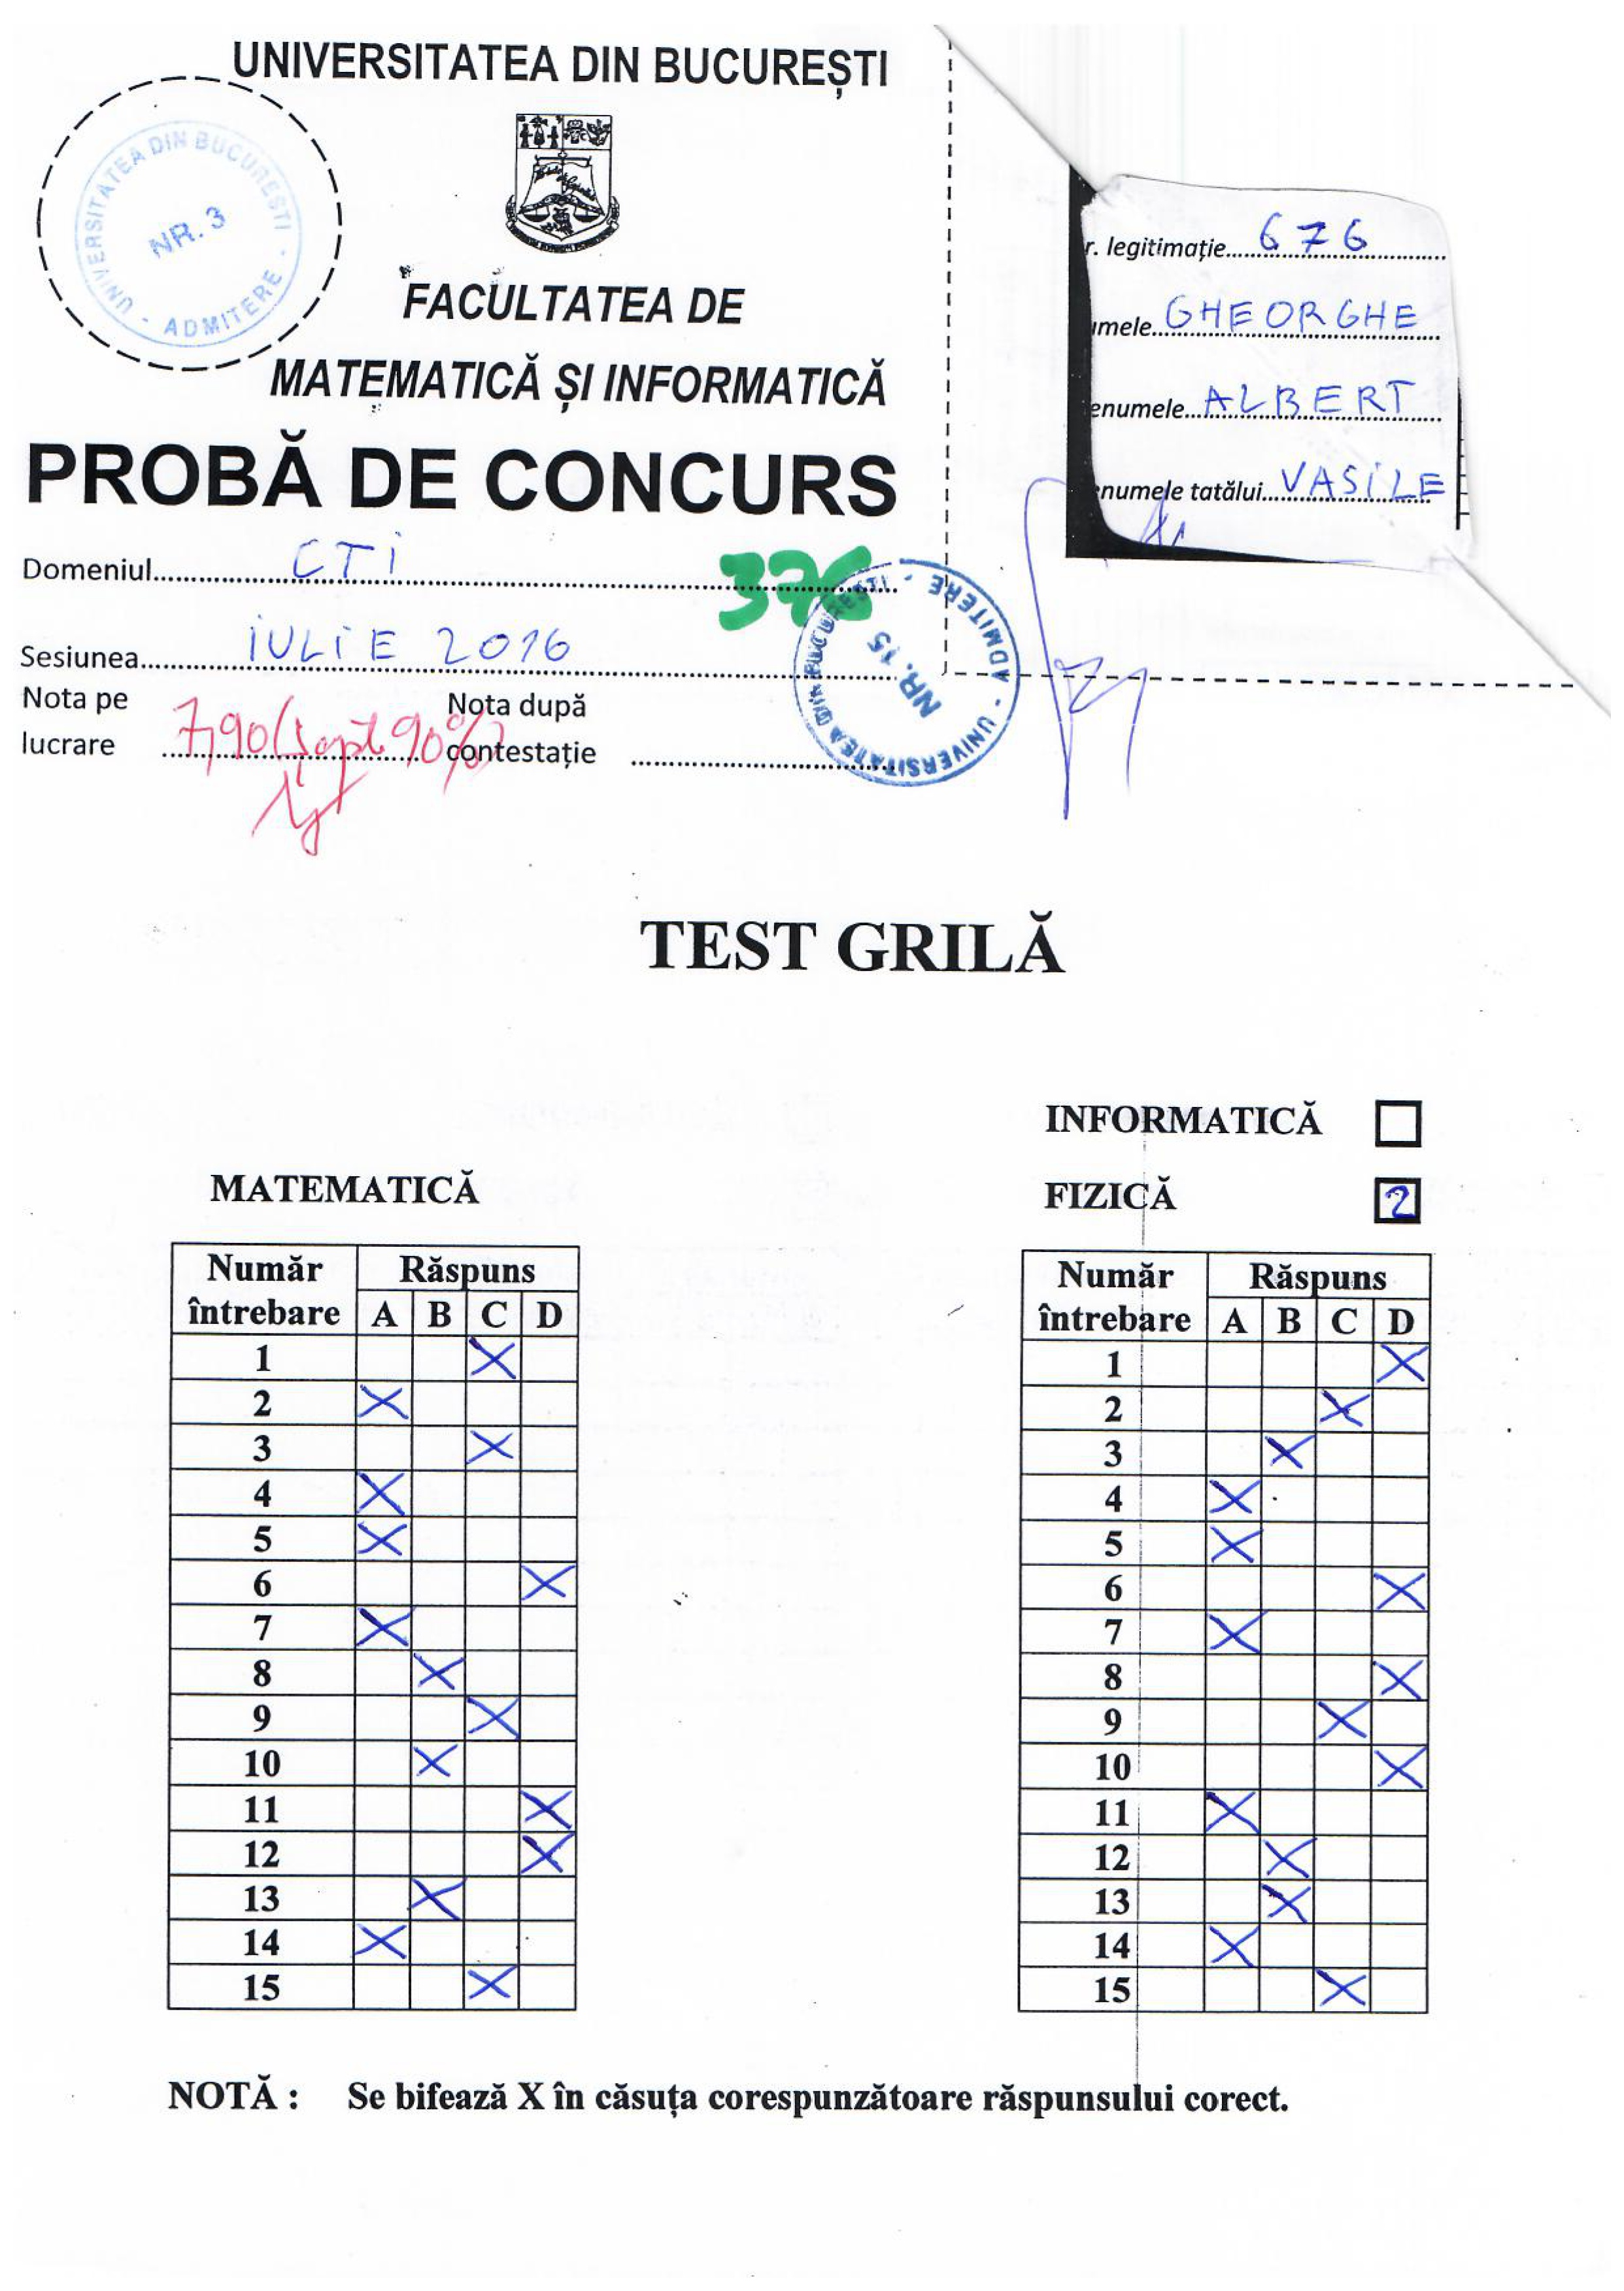 UNIVERSITATEA DIN BUCUREȘTI
UNIVERSITATEA DIN BUCUREȘTI - ADMITERE -
NR. 3
FACULTATEA DE
MATEMATICĂ ȘI INFORMATICĂ
PROBĂ DE CONCURS
r. legitimație 676
umele GHEORGHE
enumele ALBERT
enumele tatălui VASILE
Domeniul CTI
376
Sesiunea IULIE 2016
UNIVERSITATEA DIN BUCUREȘTI - ADMITERE -
NR. 15
Nota pe lucrare 7,90 (șapte 90%)
Nota după contestație
TEST GRILĂ
INFORMATICĂ
FIZICĂ 2
MATEMATICĂ
Număr întrebare Răspuns
A B C D
1 X
2 X
3 X
4 X
5 X
6 X
7 X
8 X
9 X
10 X
11 X
12 X
13 X
14 X
15 X
Număr întrebare Răspuns
A B C D
1 X
2 X
3 X
4 X
5 X
6 X
7 X
8 X
9 X
10 X
11 X
12 X
13 X
14 X
15 X
NOTĂ : Se bifează X în căsuța corespunzătoare răspunsului corect.